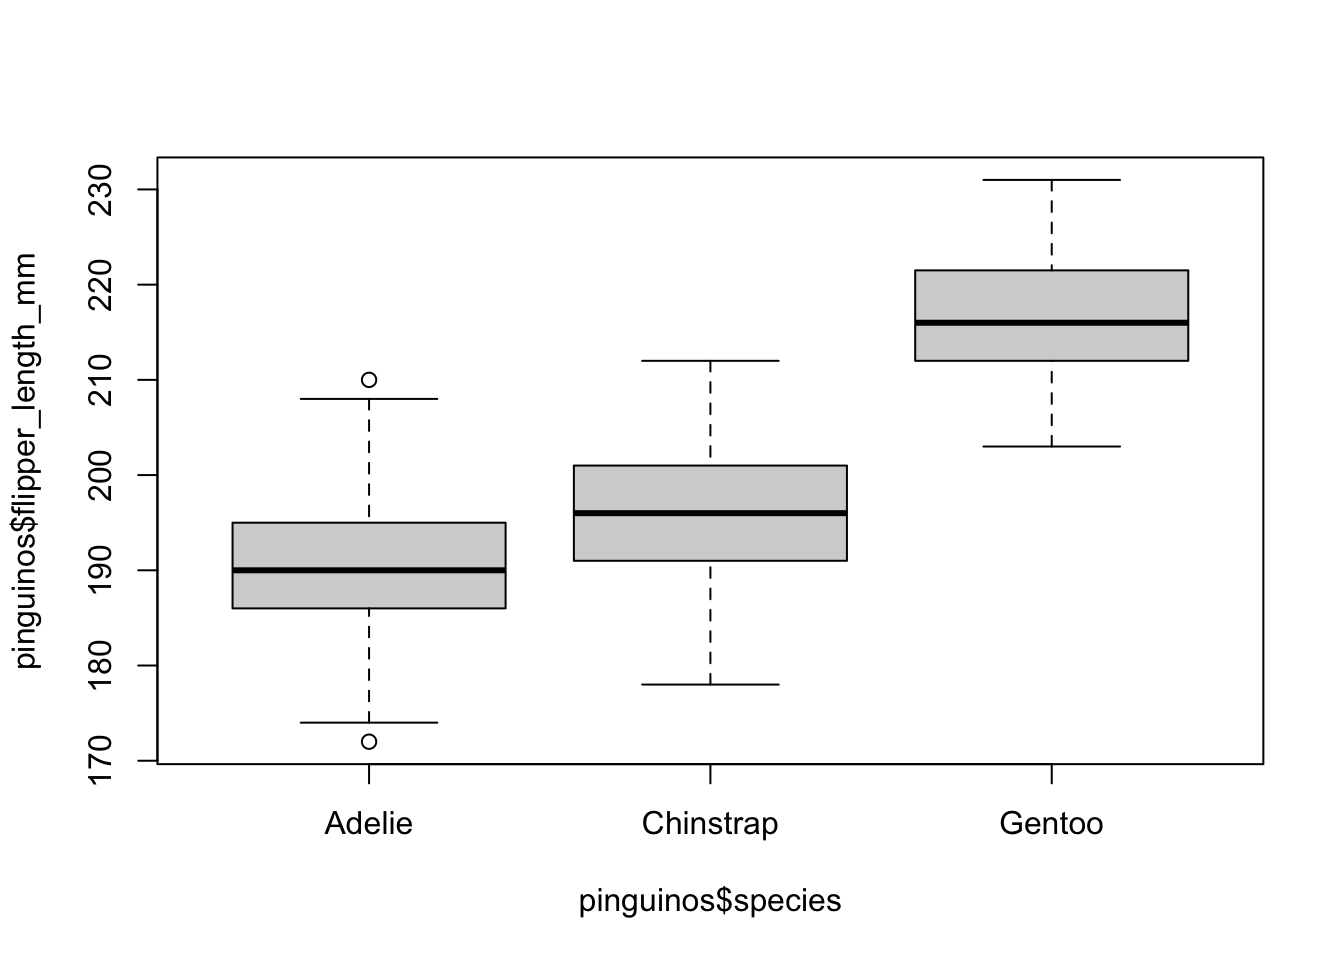 pinguinos$flipper_length_mm
230
220
210
200
190
180
170
Adelie
Chinstrap
Gentoo
pinguinos$species